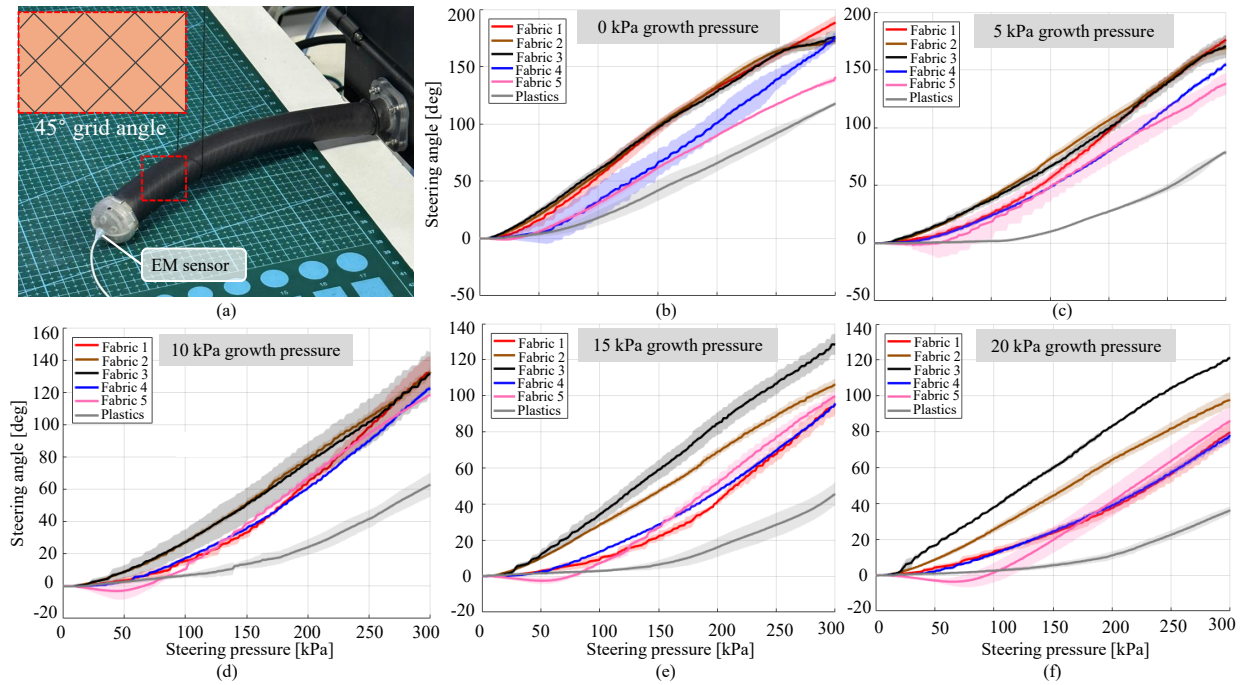 45° grid angle
EM sensor
(a)
200
150
100
50
0
-50
Steering angle [deg]
Fabric 1
Fabric 2
Fabric 3
Fabric 4
Fabric 5
Plastics
0 kPa growth pressure
(b)
200
150
100
50
0
-50
Fabric 1
Fabric 2
Fabric 3
Fabric 4
Fabric 5
Plastics
5 kPa growth pressure
(c)
160
140
120
100
80
60
40
20
0
-20
Steering angle [deg]
Fabric 1
Fabric 2
Fabric 3
Fabric 4
Fabric 5
Plastics
10 kPa growth pressure
0 50 100 150 200 250 300
Steering pressure [kPa]
(d)
140
120
100
80
60
40
20
0
-20
Fabric 1
Fabric 2
Fabric 3
Fabric 4
Fabric 5
Plastics
15 kPa growth pressure
0 50 100 150 200 250 300
Steering pressure [kPa]
(e)
140
120
100
80
60
40
20
0
-20
Fabric 1
Fabric 2
Fabric 3
Fabric 4
Fabric 5
Plastics
20 kPa growth pressure
0 50 100 150 200 250 300
Steering pressure [kPa]
(f)